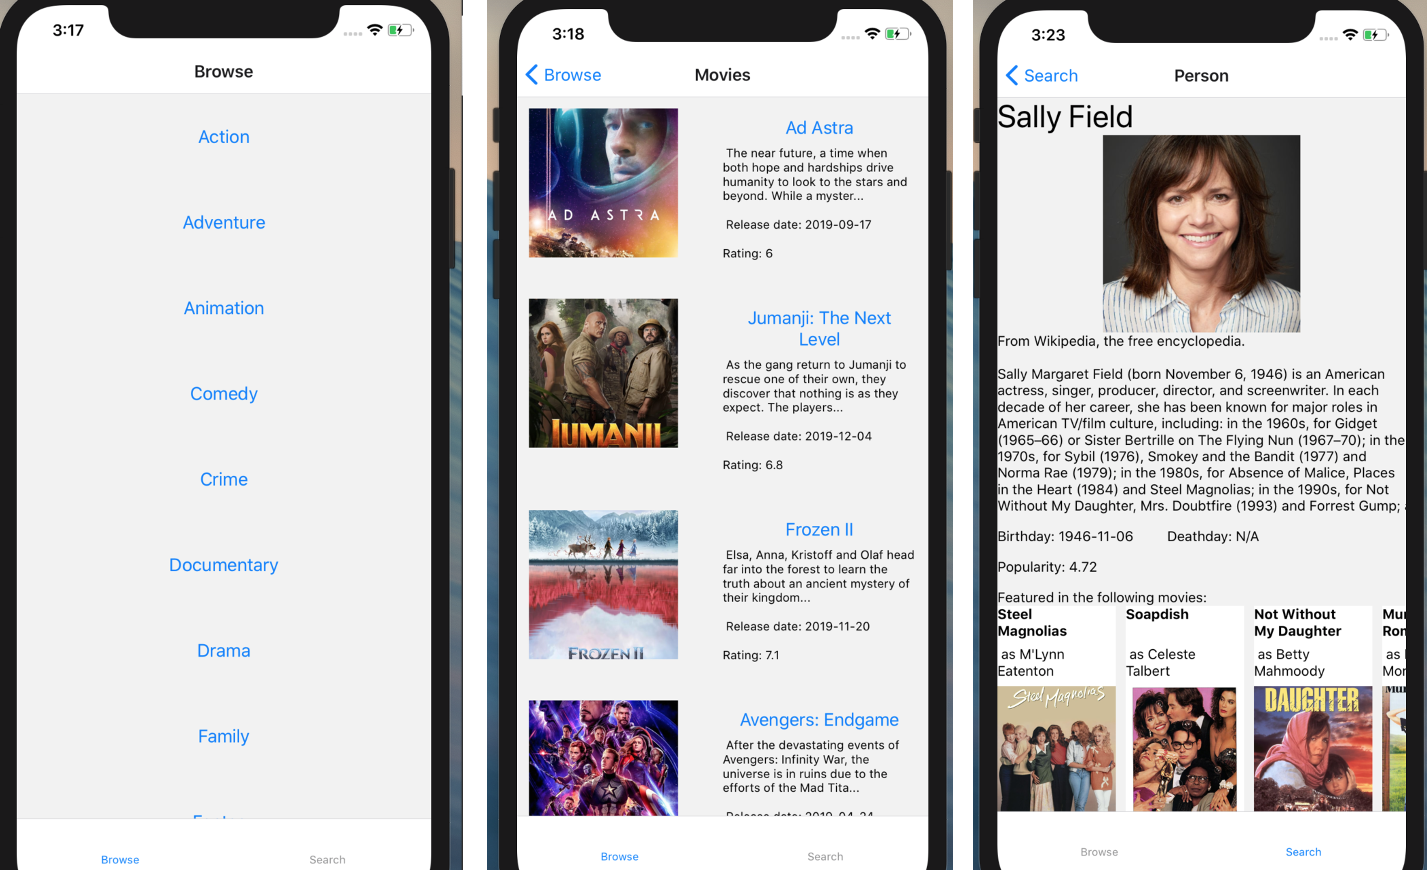 3:17
Browse
Action
Adventure
Animation
Comedy
Crime
Documentary
Drama
Family
Browse
Search
3:18
Browse
Movies
AD ASTRA
Ad Astra
The near future, a time when
both hope and hardships drive
humanity to look to the stars and
beyond. While a myster...
Release date: 2019-09-17
Rating: 6
JUMANJI
Jumanji: The Next
Level
As the gang return to Jumanji to
rescue one of their own, they
discover that nothing is as they
expect. The players...
Release date: 2019-12-04
Rating: 6.8
FROZEN II
Frozen II
Elsa, Anna, Kristoff and Olaf head
far into the forest to learn the
truth about an ancient mystery of
their kingdom...
Release date: 2019-11-20
Rating: 7.1
Avengers: Endgame
After the devastating events of
Avengers: Infinity War, the
universe is in ruins due to the
efforts of the Mad Tita...
Release date: 2019-04-24
Browse
Search
3:23
Search
Person
Sally Field
From Wikipedia, the free encyclopedia.
Sally Margaret Field (born November 6, 1946) is an American
actress, singer, producer, director, and screenwriter. In each
decade of her career, she has been known for major roles in
American TV/film culture, including: in the 1960s, for Gidget
(1965–66) or Sister Bertrille on The Flying Nun (1967–70); in the
1970s, for Sybil (1976), Smokey and the Bandit (1977) and
Norma Rae (1979); in the 1980s, for Absence of Malice, Places
in the Heart (1984) and Steel Magnolias; in the 1990s, for Not
Without My Daughter, Mrs. Doubtfire (1993) and Forrest Gump;
Birthday: 1946-11-06 Deathday: N/A
Popularity: 4.72
Featured in the following movies:
Steel
Magnolias
as M'Lynn
Eatenton
Steel Magnolias
Soapdish
as Celeste
Talbert
Not Without
My Daughter
as Betty
Mahmoody
DAUGHTER
as
Browse
Search